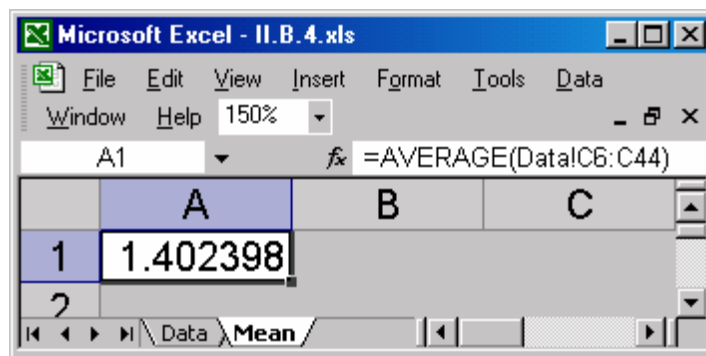 Microsoft Excel - II.B.4.xls
File Edit View Insert Format Tools Data
Window Help 150%
A1 fx =AVERAGE(Data!C6:C44)
A B C
1 1.402398
2
Data Mean